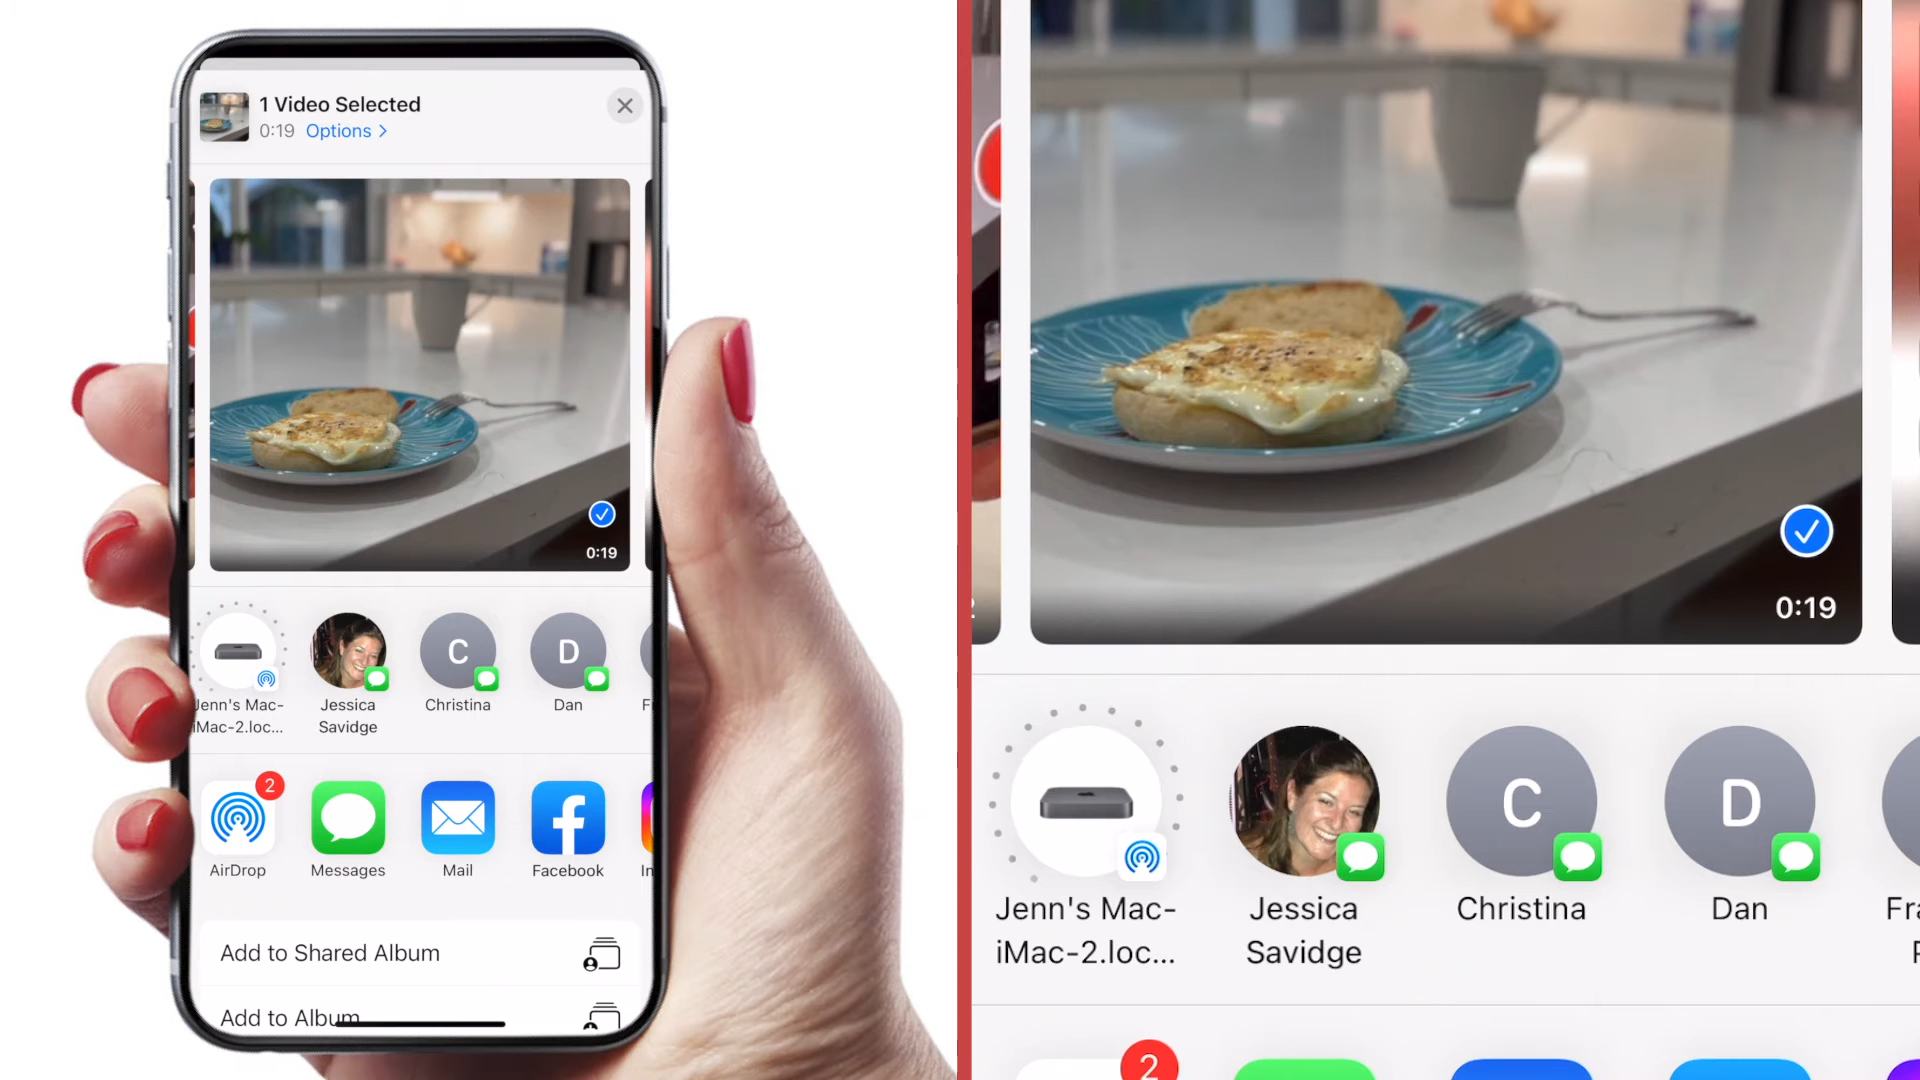 1 Video Selected
0:19 Options >
0:19
Jenn's Mac-
iMac-2.loc...
Jessica
Savidge
C
Christina
D
Dan
2
AirDrop
Messages
Mail
Facebook
In
Add to Shared Album
Add to Album
0:19
Jenn's Mac-
iMac-2.loc...
Jessica
Savidge
C
Christina
D
Dan
Fra
2